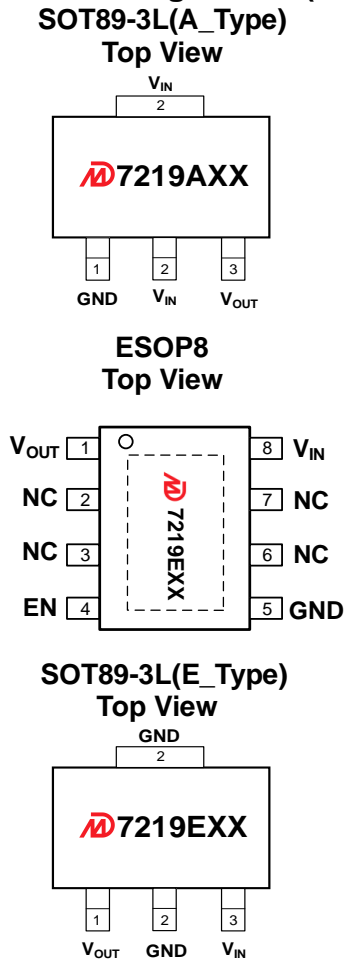 SOT89-3L(A_Type)
Top View
VIN
2
7219AXX
1 2 3
GND VIN VOUT
ESOP8
Top View
VOUT 1 8 VIN
NC 2 7 NC
NC 3 6 NC
EN 4 5 GND
7219EXX
SOT89-3L(E_Type)
Top View
GND
2
7219EXX
1 2 3
VOUT GND VIN